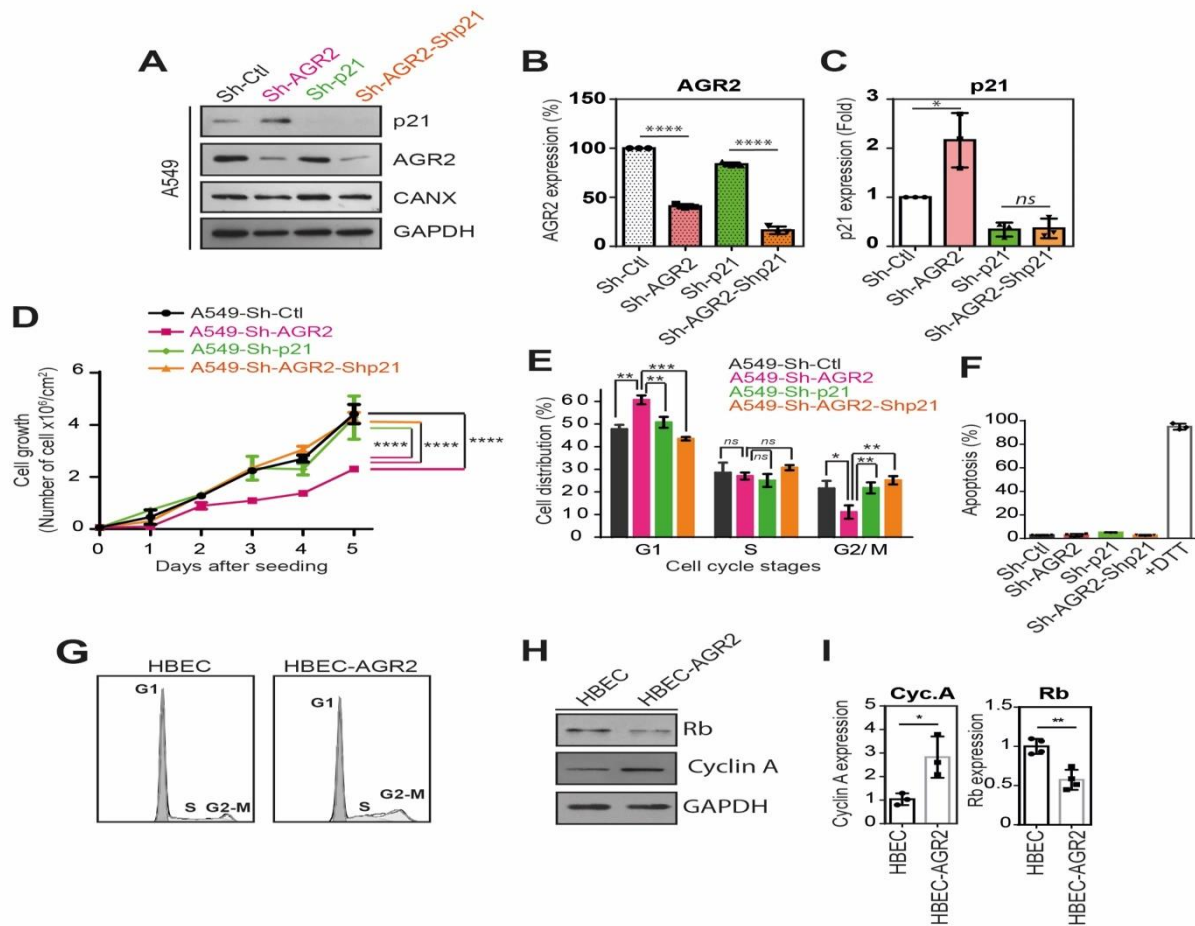 A
Sh-Ctl
Sh-AGR2
Sh-p21
Sh-AGR2-Shp21
A549
p21
AGR2
CANX
GAPDH
B
AGR2
AGR2 expression (%)
150
100
50
0
****
****
Sh-Ctl
Sh-AGR2
Sh-p21
Sh-AGR2-Shp21
C
p21
p21 expression (Fold)
3
2
1
0
*
ns
Sh-Ctl
Sh-AGR2
Sh-p21
Sh-AGR2-Shp21
D
A549-Sh-Ctl
A549-Sh-AGR2
A549-Sh-p21
A549-Sh-AGR2-Shp21
Cell growth
(Number of cell x10⁶/cm²)
6
4
2
0
**** **** ****
0 1 2 3 4 5
Days after seeding
E
A549-Sh-Ctl
A549-Sh-AGR2
A549-Sh-p21
A549-Sh-AGR2-Shp21
Cell distribution (%)
60
50
40
30
20
10
0
** *** **
ns ns ns
* ** **
G1 S G2/ M
Cell cycle stages
F
Apoptosis (%)
100
80
60
40
20
0
Sh-Ctl
Sh-AGR2
Sh-p21
Sh-AGR2-Shp21
+DTT
G
HBEC
G1
S G2-M
HBEC-AGR2
G1
S G2-M
H
HBEC
HBEC-AGR2
Rb
Cyclin A
GAPDH
I
Cyc.A
Cyclin A expression
5
4
3
2
1
0
*
HBEC
HBEC-AGR2
Rb
Rb expression
1.5
1
0.5
0
**
HBEC
HBEC-AGR2